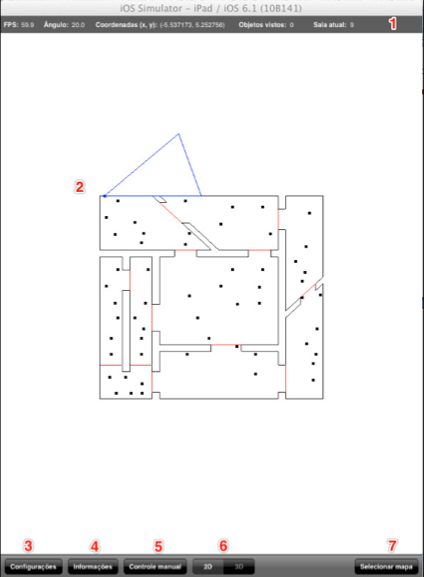 iOS Simulator – iPad / iOS 6.1 (10B141)
FPS: 59.9 Ângulo: 20.0 Coordenadas (x, y): (-5.537173, 5.252756) Objetos vistos: 0 Sala atual: 9 1
2
3 4 5 6 7
Configurações Informações Controle manual 2D 3D Selecionar mapa